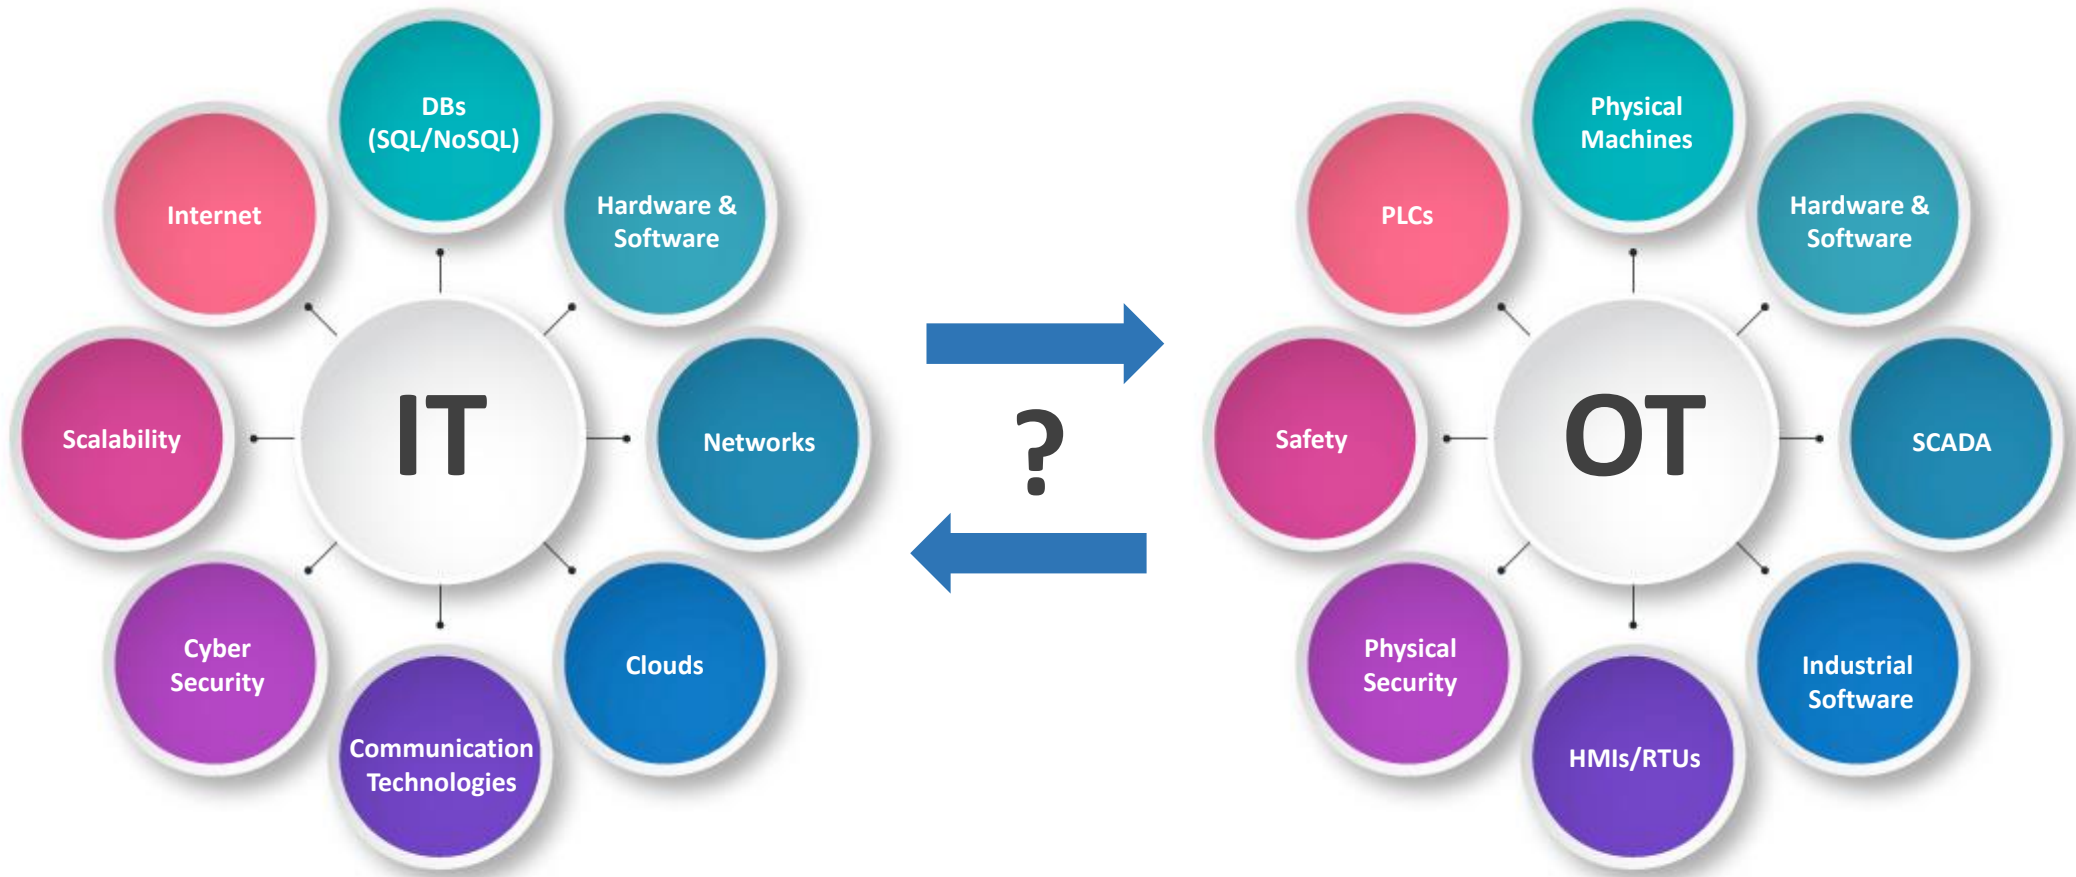 DBs
(SQL/NoSQL)
Hardware &
Software
Networks
Clouds
Communication
Technologies
Cyber
Security
Scalability
Internet
IT
?
Physical
Machines
Hardware &
Software
SCADA
Industrial
Software
HMIs/RTUs
Physical
Security
Safety
PLCs
OT